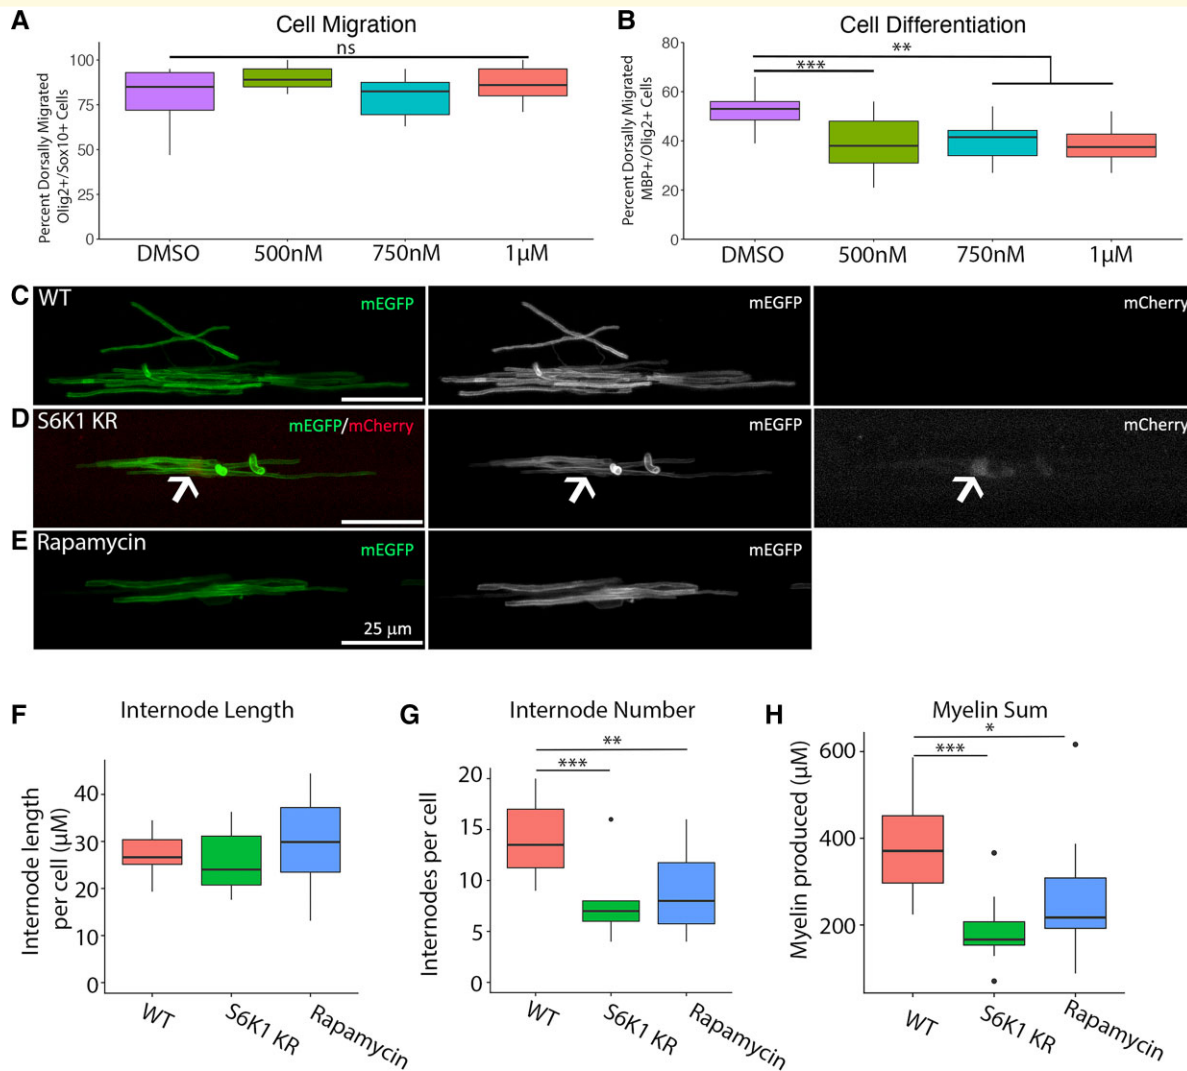 A
Cell Migration
ns
Percent Dorsally Migrated
Olig2+/Sox10+ Cells
100
75
50
25
0
DMSO 500nM 750nM 1µM
B
Cell Differentiation
**
***
Percent Dorsally Migrated
MBP+/Olig2+ Cells
80
60
40
20
0
DMSO 500nM 750nM 1µM
C WT mEGFP mEGFP mCherry
D S6K1 KR mEGFP/mCherry mEGFP mCherry
E Rapamycin mEGFP mEGFP
25 µm
F
Internode Length
Internode length
per cell (µM)
40
30
20
10
0
WT S6K1 KR Rapamycin
G
Internode Number
**
***
Internodes per cell
20
15
10
5
0
WT S6K1 KR Rapamycin
H
Myelin Sum
*
***
Myelin produced (µM)
600
400
200
WT S6K1 KR Rapamycin